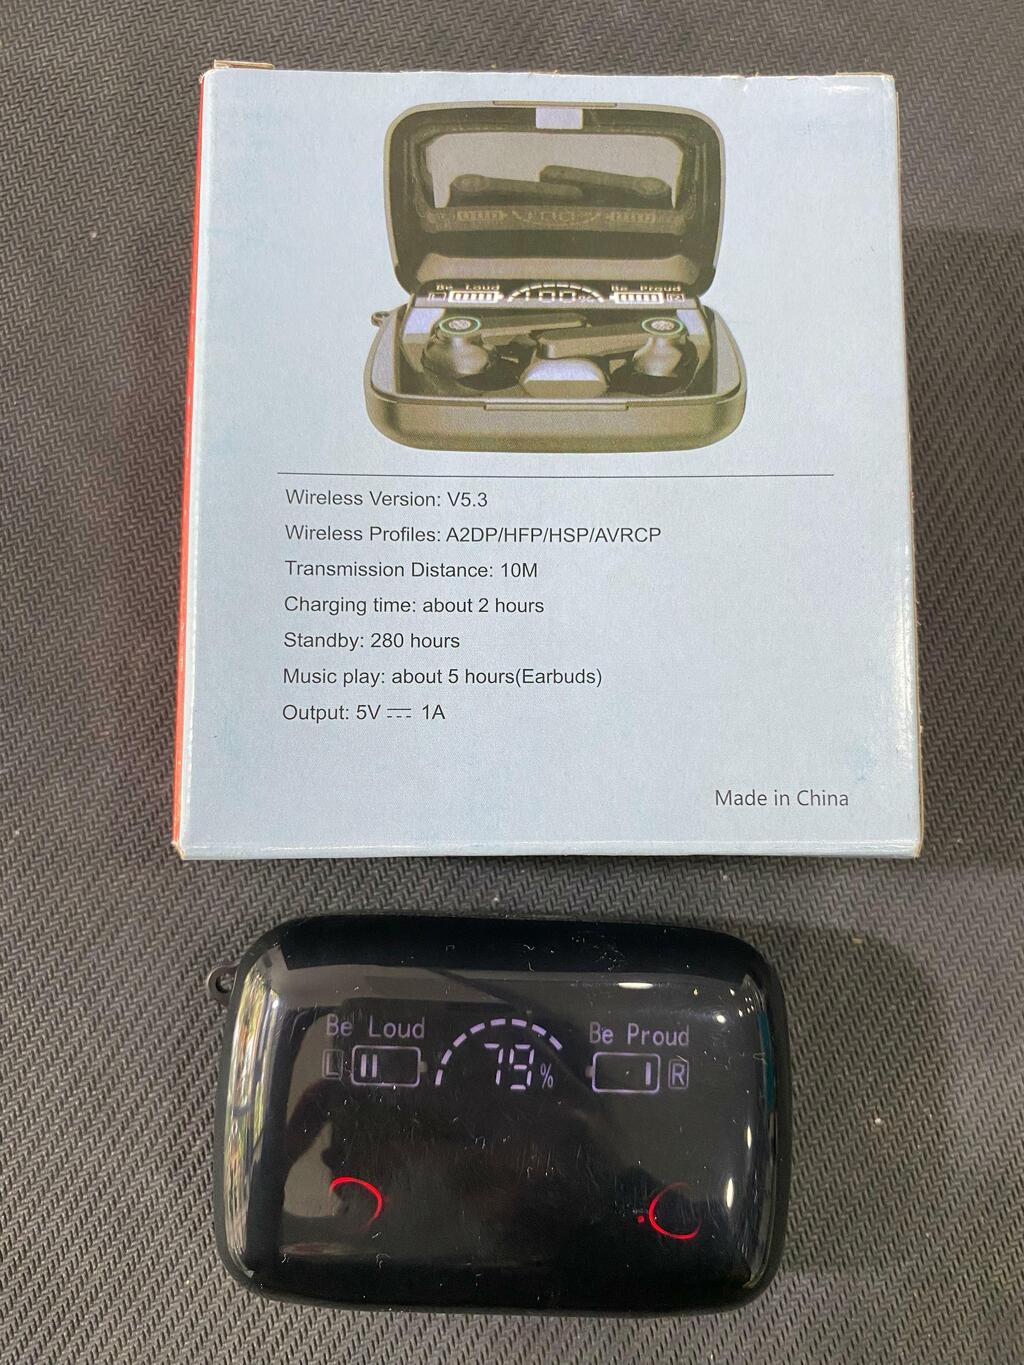 Be Loud 100% Be Proud
L R
Wireless Version: V5.3
Wireless Profiles: A2DP/HFP/HSP/AVRCP
Transmission Distance: 10M
Charging time: about 2 hours
Standby: 280 hours
Music play: about 5 hours(Earbuds)
Output: 5V ⎓ 1A
Made in China
Be Loud Be Proud
L 79% R